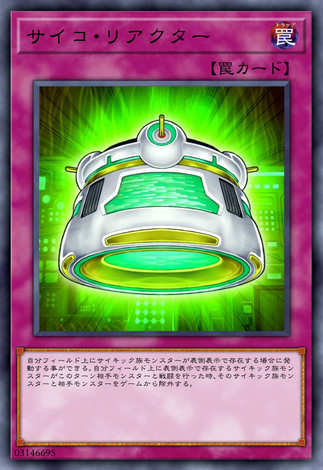 サイコ・リアクター
トラップ
罠
【罠カード】
自分フィールド上にサイキック族モンスターが表側表示で存在する場合に発
動する事ができる。自分フィールド上に表側表示で存在するサイキック族モ
ンスターがこのターン相手モンスターと戦闘を行った時、そのサイキック族モ
ンスターと相手モンスターをゲームから除外する。
03146695